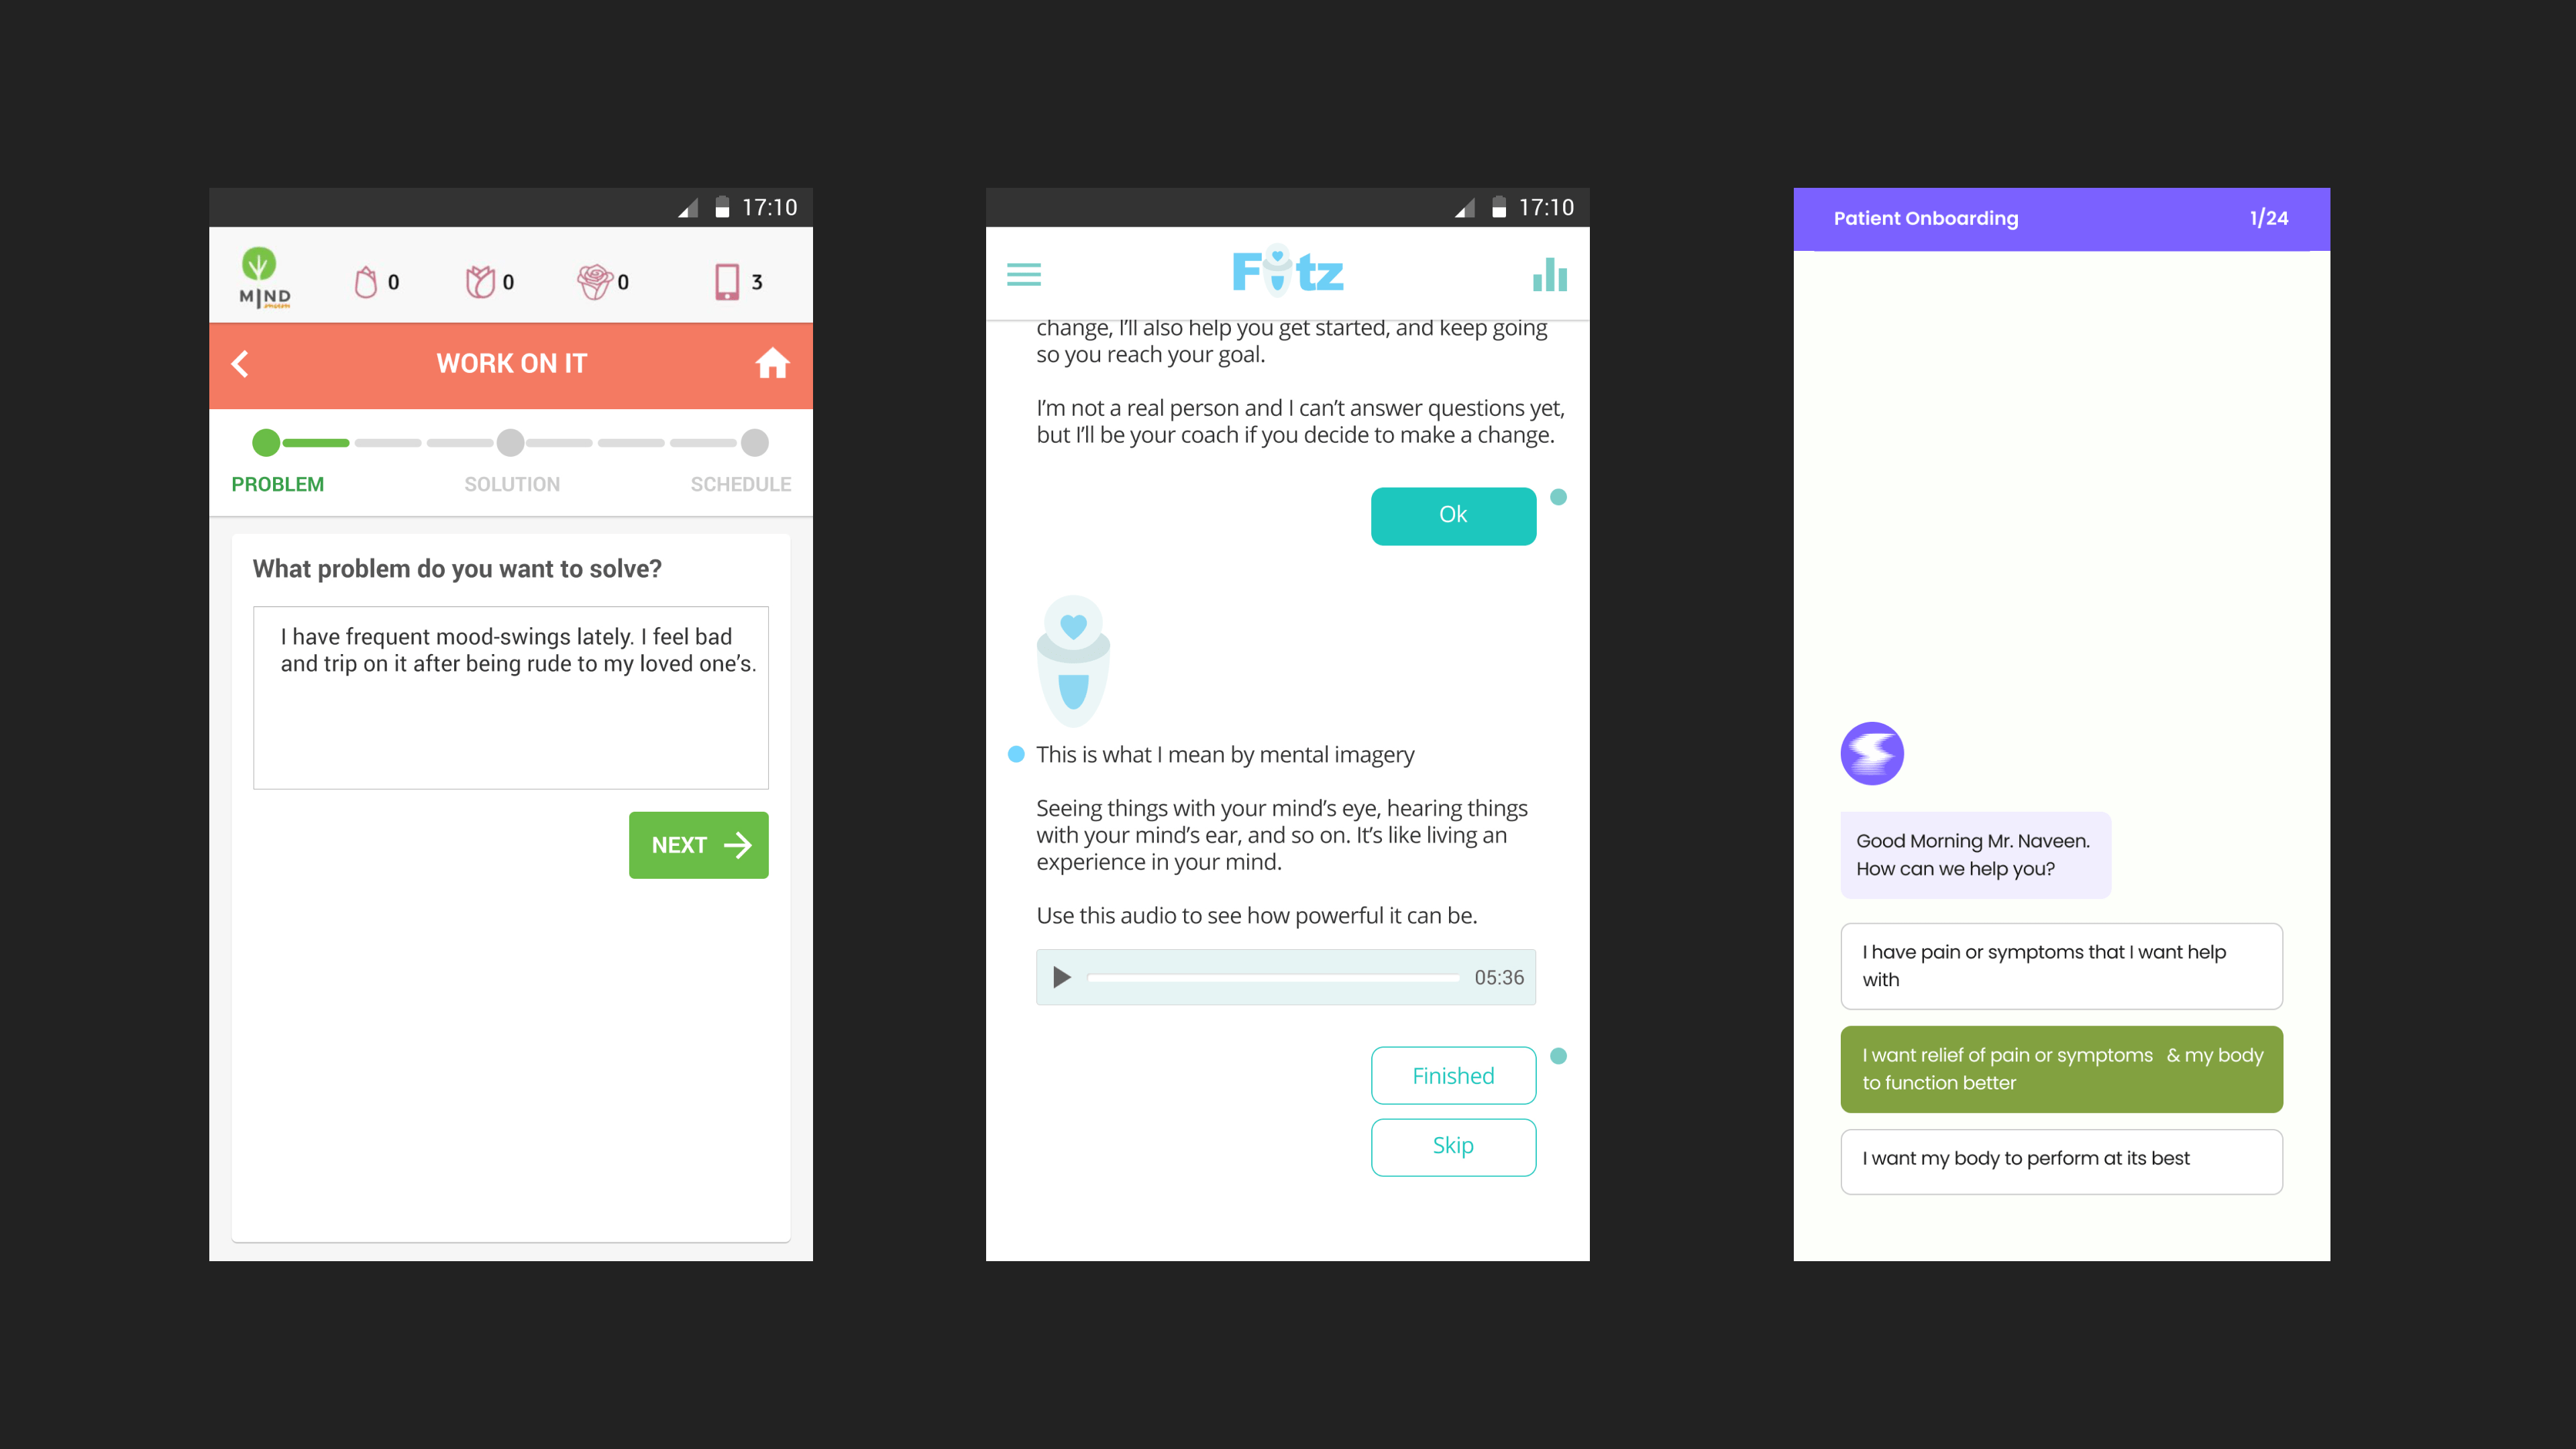 17:10
MIND
0
0
0
3
WORK ON IT
PROBLEM
SOLUTION
SCHEDULE
What problem do you want to solve?
I have frequent mood-swings lately. I feel bad
and trip on it after being rude to my loved one's.
NEXT
17:10
Fitz
change, I'll also help you get started, and keep going
so you reach your goal.
I'm not a real person and I can't answer questions yet,
but I'll be your coach if you decide to make a change.
Ok
This is what I mean by mental imagery
Seeing things with your mind's eye, hearing things
with your mind's ear, and so on. It's like living an
experience in your mind.
Use this audio to see how powerful it can be.
05:36
Finished
Skip
Patient Onboarding 1/24
Good Morning Mr. Naveen.
How can we help you?
I have pain or symptoms that I want help
with
I want relief of pain or symptoms & my body
to function better
I want my body to perform at its best